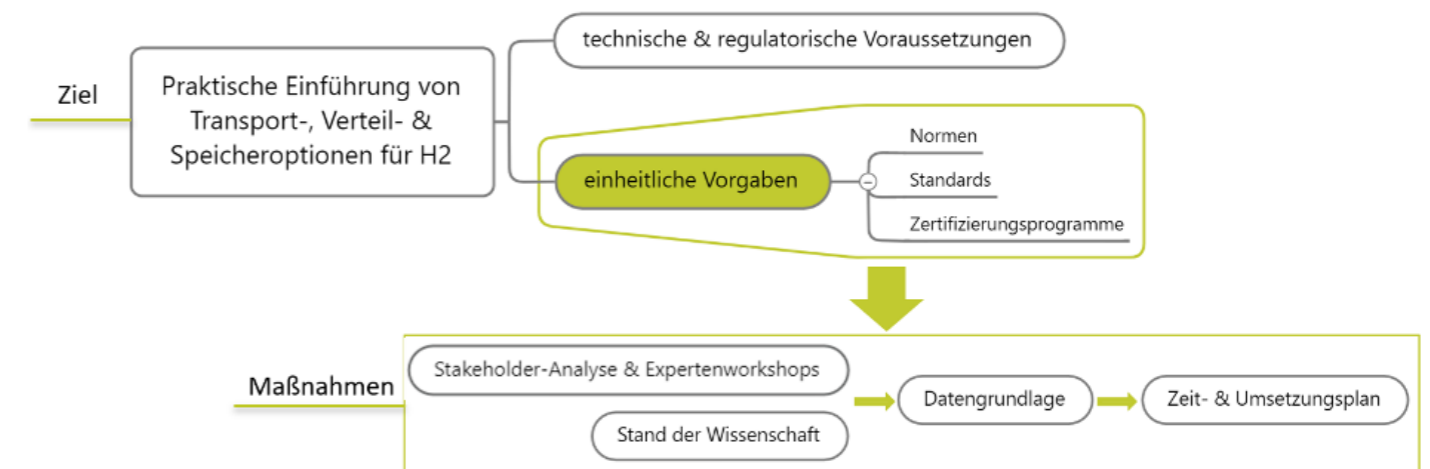 technische & regulatorische Voraussetzungen
Ziel
Praktische Einführung von
Transport-, Verteil- &
Speicheroptionen für H2
einheitliche Vorgaben
Normen
Standards
Zertifizierungsprogramme
Maßnahmen
Stakeholder-Analyse & Expertenworkshops
Stand der Wissenschaft
Datengrundlage
Zeit- & Umsetzungsplan